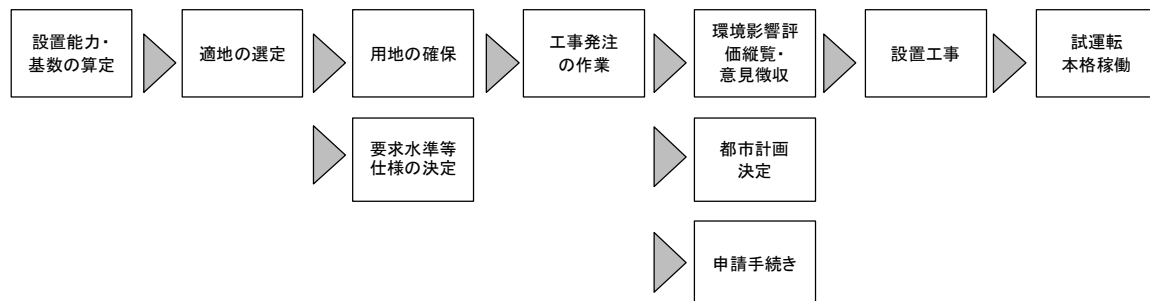 設置能力・
基数の算定
適地の選定
用地の確保
工事発注
の作業
環境影響評
価縦覧・
意見徴収
設置工事
試運転
本格稼働
要求水準等
仕様の決定
都市計画
決定
申請手続き